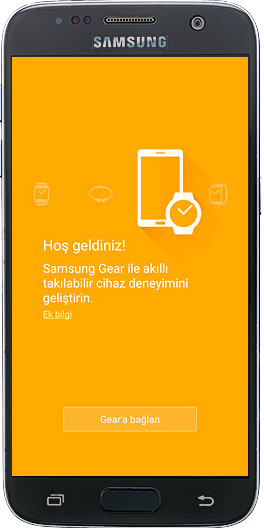 SAMSUNG
Hoş geldiniz!
Samsung Gear ile akıllı
takılabilir cihaz deneyimini
geliştirin.
Ek bilgi
Gear'a bağlan